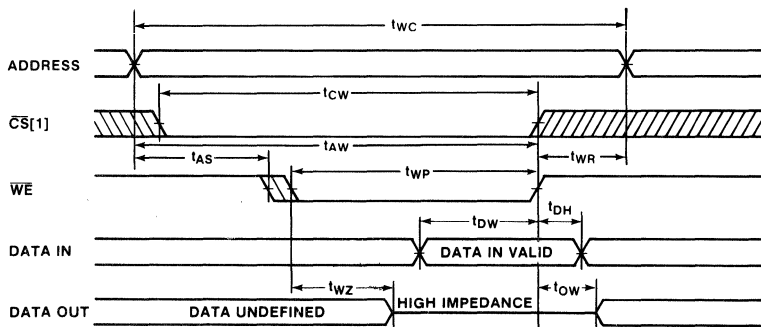 tWC
ADDRESS
tCW
CS[1]
tAW
tAS
tWP
tWR
WE
tDW
tDH
DATA IN
DATA IN VALID
tWZ
HIGH IMPEDANCE
tOW
DATA OUT
DATA UNDEFINED